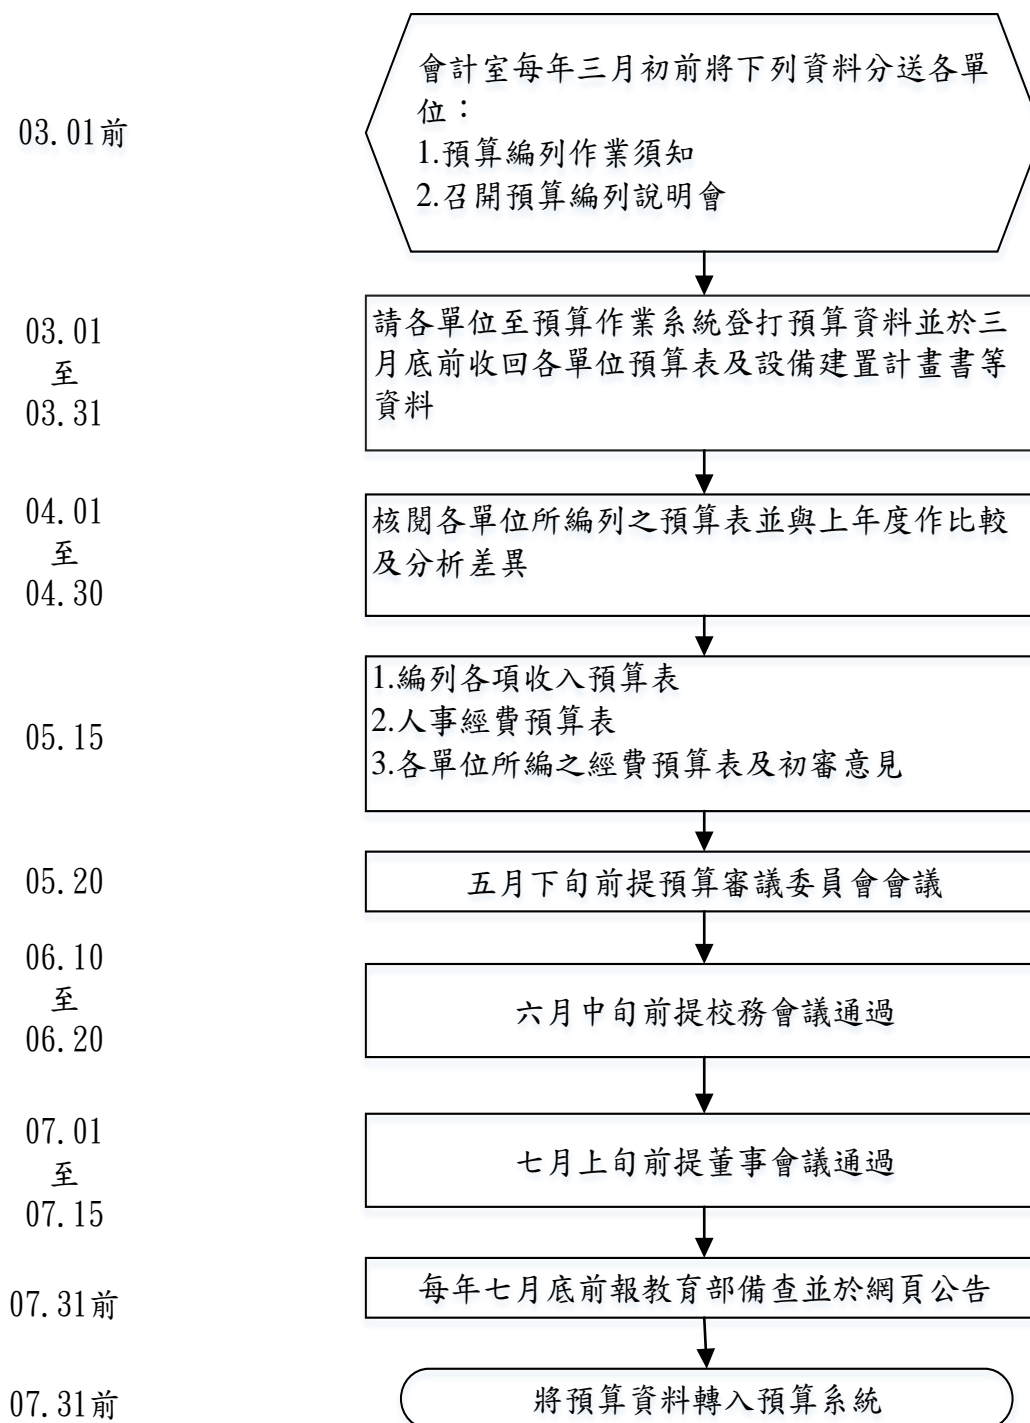 03.01前
會計室每年三月初前將下列資料分送各單
位：
1.預算編列作業須知
2.召開預算編列說明會
03.01
至
03.31
請各單位至預算作業系統登打預算資料並於三
月底前收回各單位預算表及設備建置計畫書等
資料
04.01
至
04.30
核閱各單位所編列之預算表並與上年度作比較
及分析差異
05.15
1.編列各項收入預算表
2.人事經費預算表
3.各單位所編之經費預算表及初審意見
05.20
五月下旬前提預算審議委員會會議
06.10
至
06.20
六月中旬前提校務會議通過
07.01
至
07.15
七月上旬前提董事會議通過
07.31前
每年七月底前報教育部備查並於網頁公告
07.31前
將預算資料轉入預算系統